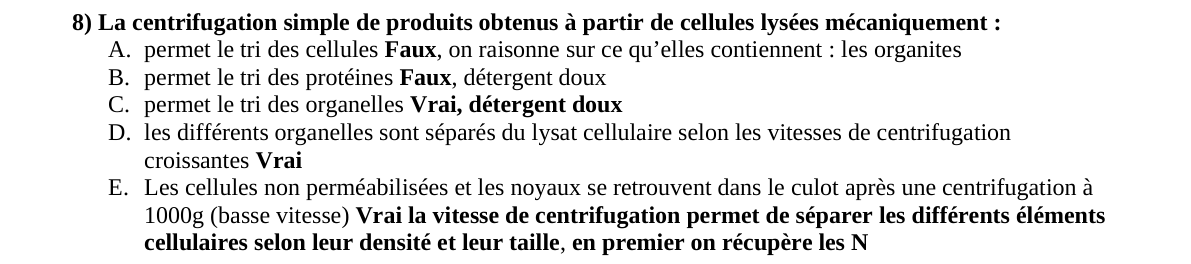 8) La centrifugation simple de produits obtenus à partir de cellules lysées mécaniquement :
A. permet le tri des cellules Faux, on raisonne sur ce qu’elles contiennent : les organites
B. permet le tri des protéines Faux, détergent doux
C. permet le tri des organelles Vrai, détergent doux
D. les différents organelles sont séparés du lysat cellulaire selon les vitesses de centrifugation
croissantes Vrai
E. Les cellules non perméabilisées et les noyaux se retrouvent dans le culot après une centrifugation à
1000g (basse vitesse) Vrai la vitesse de centrifugation permet de séparer les différents éléments
cellulaires selon leur densité et leur taille, en premier on récupère les N